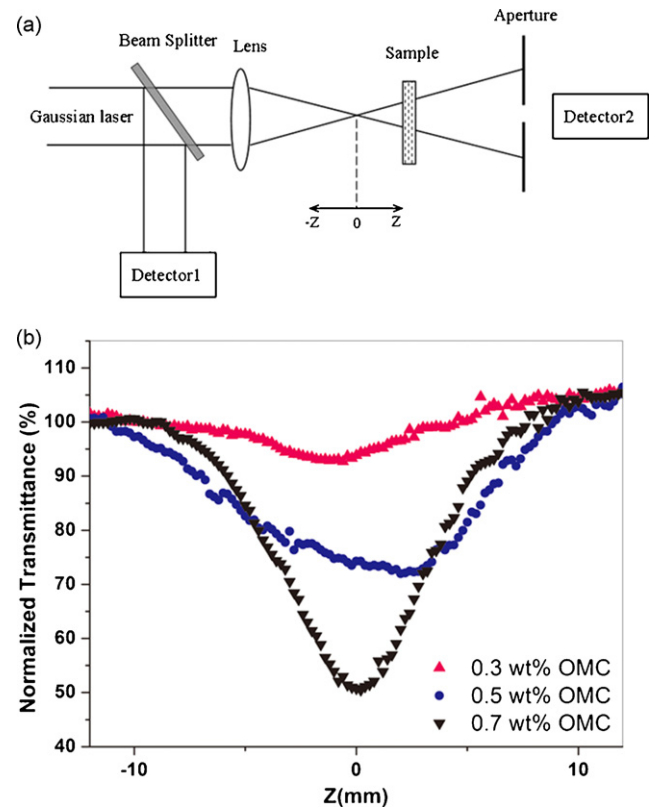 (a)
Aperture
Beam Splitter
Lens
Sample
Gaussian laser
Detector2
-Z
0
Z
Detector1
(b)
110
100
90
80
70
60
50
40
Normalized Transmittance (%)
0.3 wt% OMC
0.5 wt% OMC
0.7 wt% OMC
-10
0
10
Z(mm)